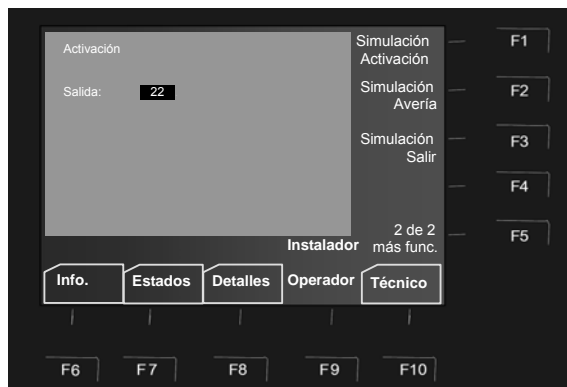 Activación
Salida: 22
Simulación
Activación
Simulación
Avería
Simulación
Salir
2 de 2
más func.
Instalador
Info. Estados Detalles Operador Técnico
F1
F2
F3
F4
F5
F6 F7 F8 F9 F10